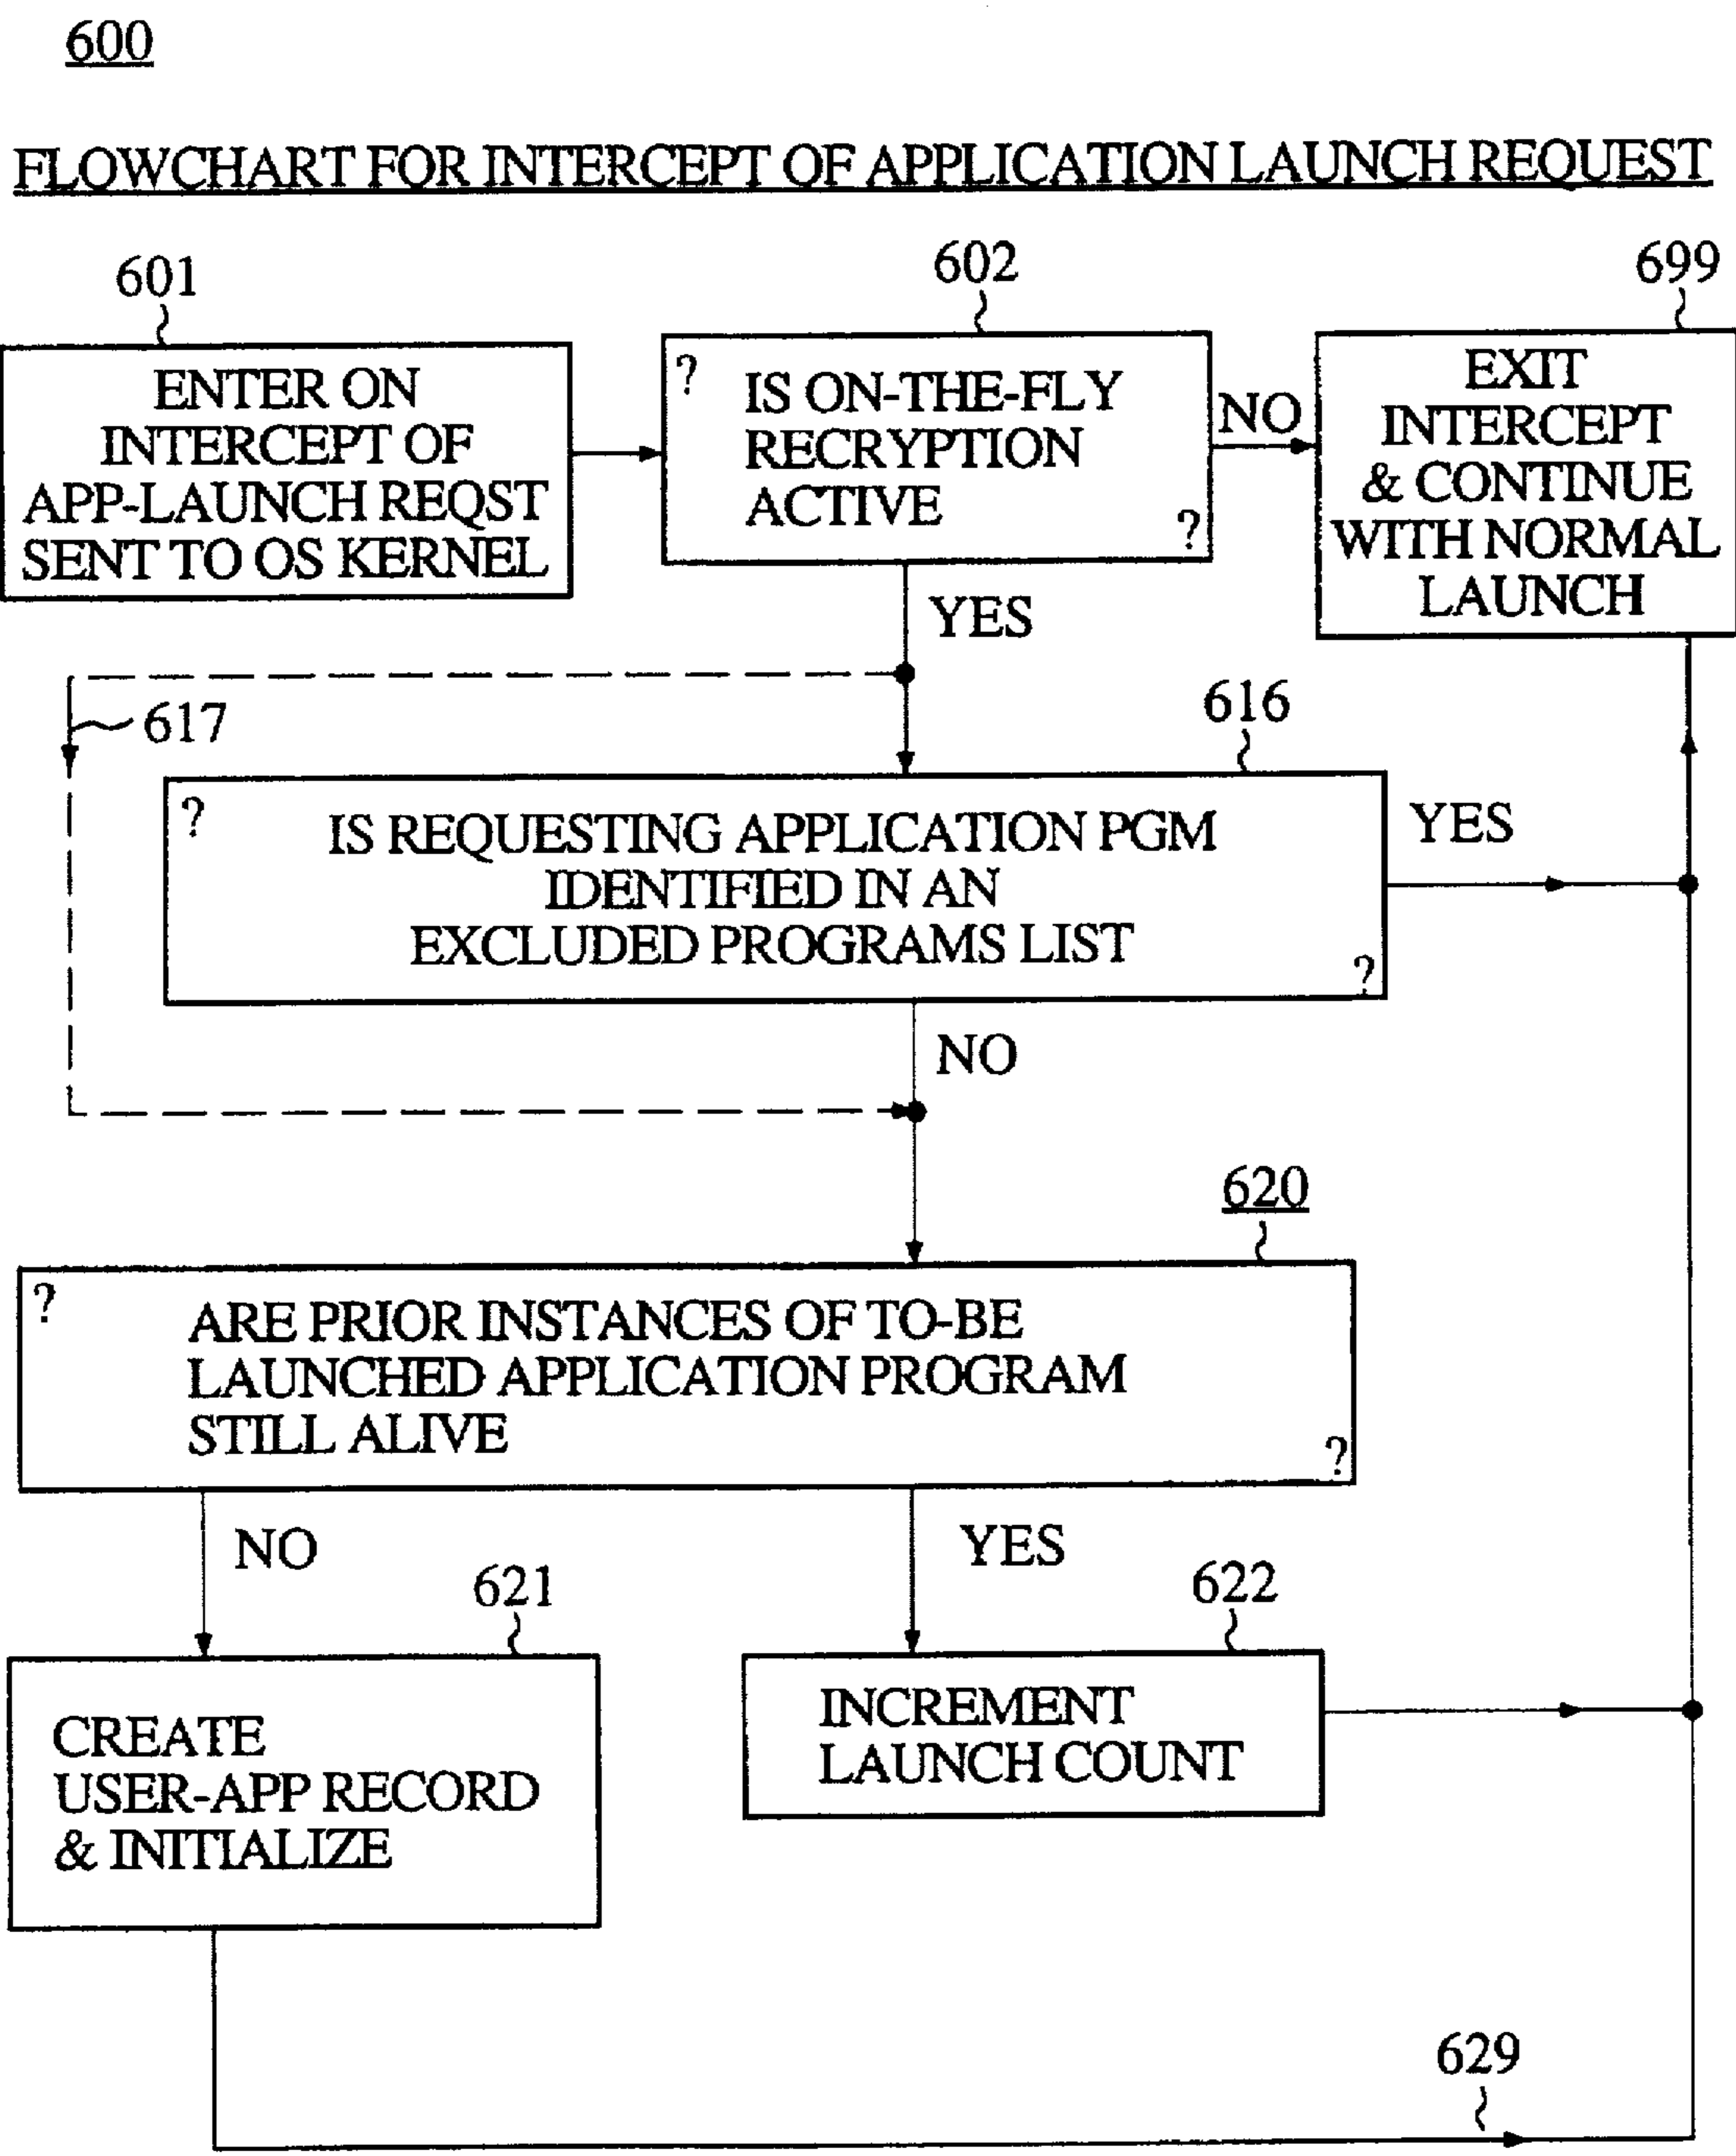 600
FLOWCHART FOR INTERCEPT OF APPLICATION LAUNCH REQUEST
601
ENTER ON
INTERCEPT OF
APP-LAUNCH REQST
SENT TO OS KERNEL
602
?
IS ON-THE-FLY
RECRYPTION
ACTIVE
?
NO
699
EXIT
INTERCEPT
& CONTINUE
WITH NORMAL
LAUNCH
YES
617
616
?
IS REQUESTING APPLICATION PGM
IDENTIFIED IN AN
EXCLUDED PROGRAMS LIST
?
YES
NO
620
?
ARE PRIOR INSTANCES OF TO-BE
LAUNCHED APPLICATION PROGRAM
STILL ALIVE
?
NO
YES
621
CREATE
USER-APP RECORD
& INITIALIZE
622
INCREMENT
LAUNCH COUNT
629